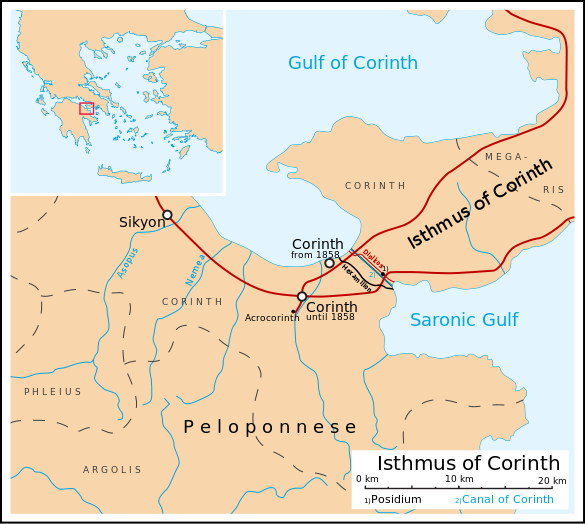 Gulf of Corinth
MEGA-
RIS
CORINTH
Isthmus of Corinth
Sikyon
Asopus
Nemea
Corinth
from 1858
Diolkos
1)
2)
Hexamilion
CORINTH
Corinth
until 1858
Acrocorinth
Saronic Gulf
PHLEIUS
Peloponnese
ARGOLIS
Isthmus of Corinth
0 km 10 km 20 km
1)Posidium 2)Canal of Corinth